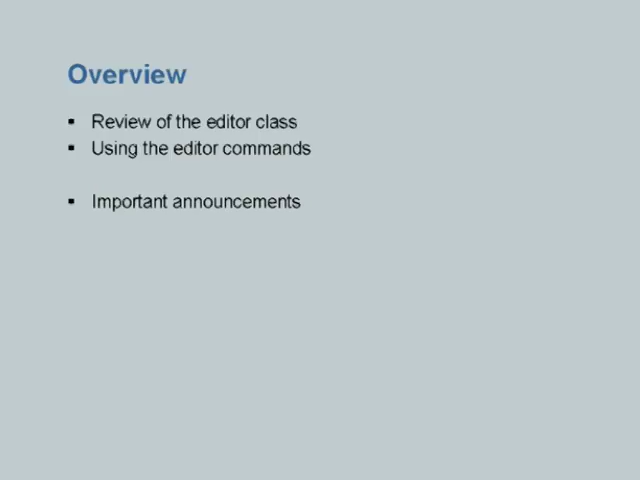 Overview
▪ Review of the editor class
▪ Using the editor commands
▪ Important announcements